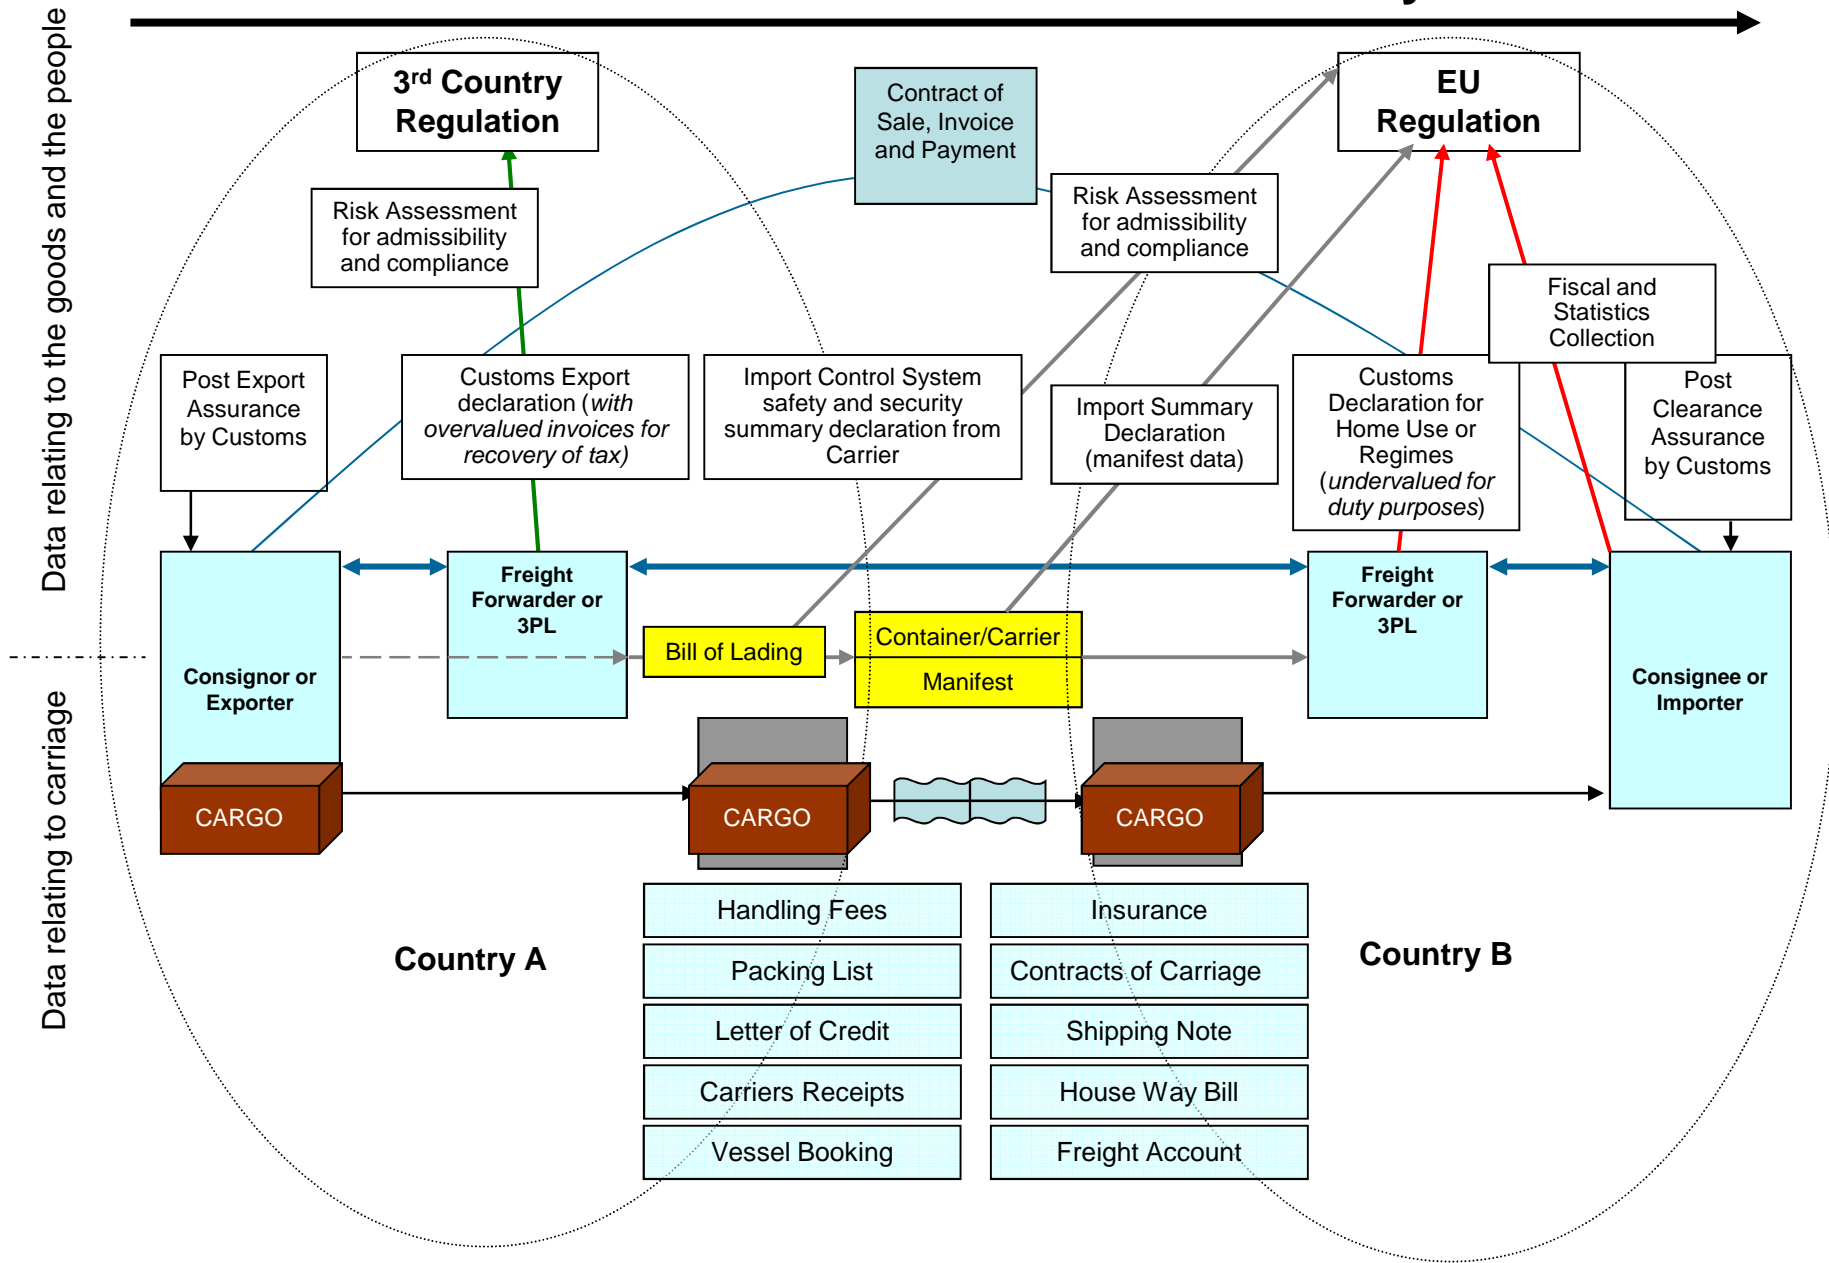 Data relating to the goods and the people
Data relating to carriage
3rd Country
Regulation
Contract of
Sale, Invoice
and Payment
EU
Regulation
Risk Assessment
for admissibility
and compliance
Risk Assessment
for admissibility
and compliance
Fiscal and
Statistics
Collection
Post Export
Assurance
by Customs
Customs Export
declaration (with
overvalued invoices for
recovery of tax)
Import Control System
safety and security
summary declaration from
Carrier
Import Summary
Declaration
(manifest data)
Customs
Declaration for
Home Use or
Regimes
(undervalued for
duty purposes)
Post
Clearance
Assurance
by Customs
Consignor or
Exporter
Freight
Forwarder or
3PL
Bill of Lading
Container/Carrier
Manifest
Freight
Forwarder or
3PL
Consignee or
Importer
CARGO
CARGO
CARGO
Country A
Country B
Handling Fees
Insurance
Packing List
Contracts of Carriage
Letter of Credit
Shipping Note
Carriers Receipts
House Way Bill
Vessel Booking
Freight Account